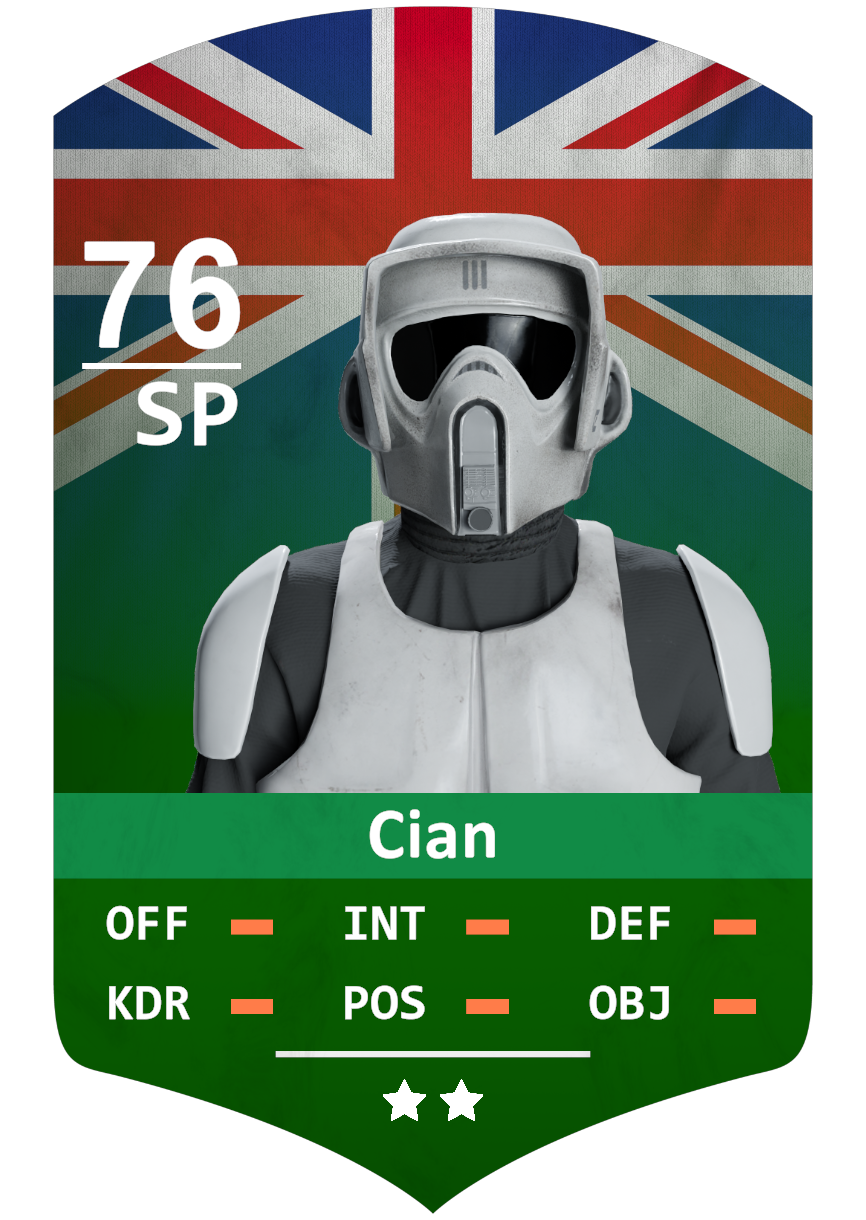 76
SP
Cian
OFF - INT - DEF -
KDR - POS - OBJ -